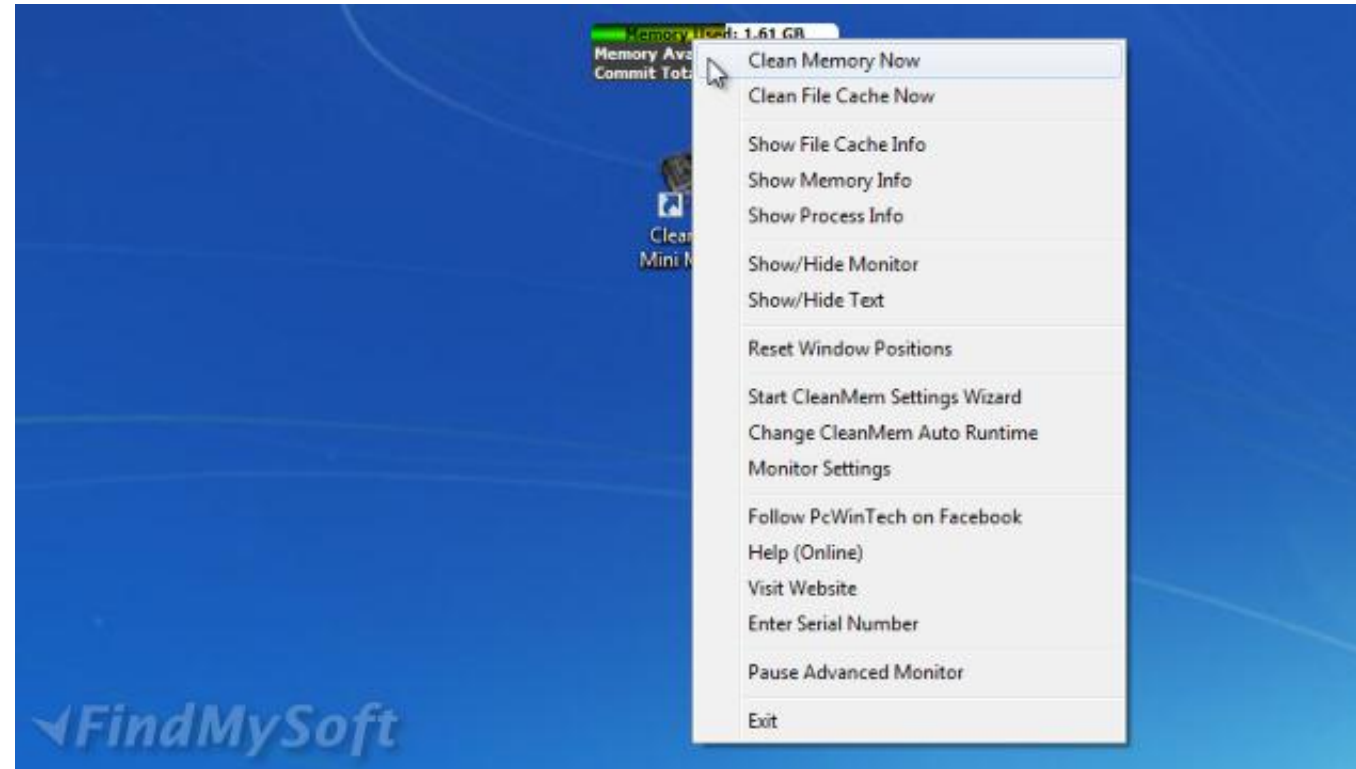 Memory Used: 1.61 GB
Memory Ava
Commit Tota
Clean Memory Now
Clean File Cache Now
Show File Cache Info
Show Memory Info
Show Process Info
Clean
Mini M
Show/Hide Monitor
Show/Hide Text
Reset Window Positions
Start CleanMem Settings Wizard
Change CleanMem Auto Runtime
Monitor Settings
Follow PcWinTech on Facebook
Help (Online)
Visit Website
Enter Serial Number
Pause Advanced Monitor
Exit
FindMySoft